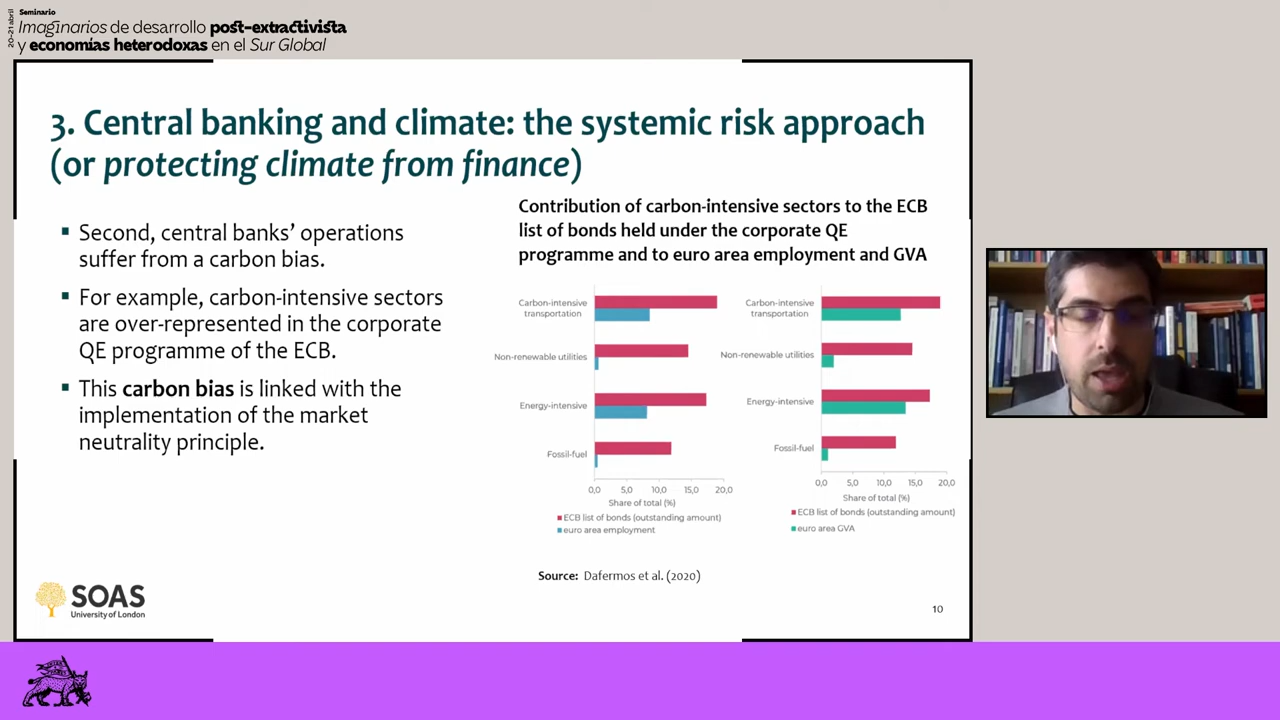 Seminario
20-21 abril
Imaginarios de desarrollo post-extractivista
y economías heterodoxas en el Sur Global
3. Central banking and climate: the systemic risk approach
(or protecting climate from finance)
▪ Second, central banks’ operations
suffer from a carbon bias.
▪ For example, carbon-intensive sectors
are over-represented in the corporate
QE programme of the ECB.
▪ This carbon bias is linked with the
implementation of the market
neutrality principle.
Contribution of carbon-intensive sectors to the ECB
list of bonds held under the corporate QE
programme and to euro area employment and GVA
Carbon-intensive
transportation
Non-renewable utilities
Energy-intensive
Fossil-fuel
0,0 5,0 10,0 15,0 20,0
Share of total (%)
ECB list of bonds (outstanding amount)
euro area employment
Carbon-intensive
transportation
Non-renewable utilities
Energy-intensive
Fossil-fuel
0,0 5,0 10,0 15,0 20,0
Share of total (%)
ECB list of bonds (outstanding amount)
euro area GVA
Source: Dafermos et al. (2020)
SOAS
University of London
10